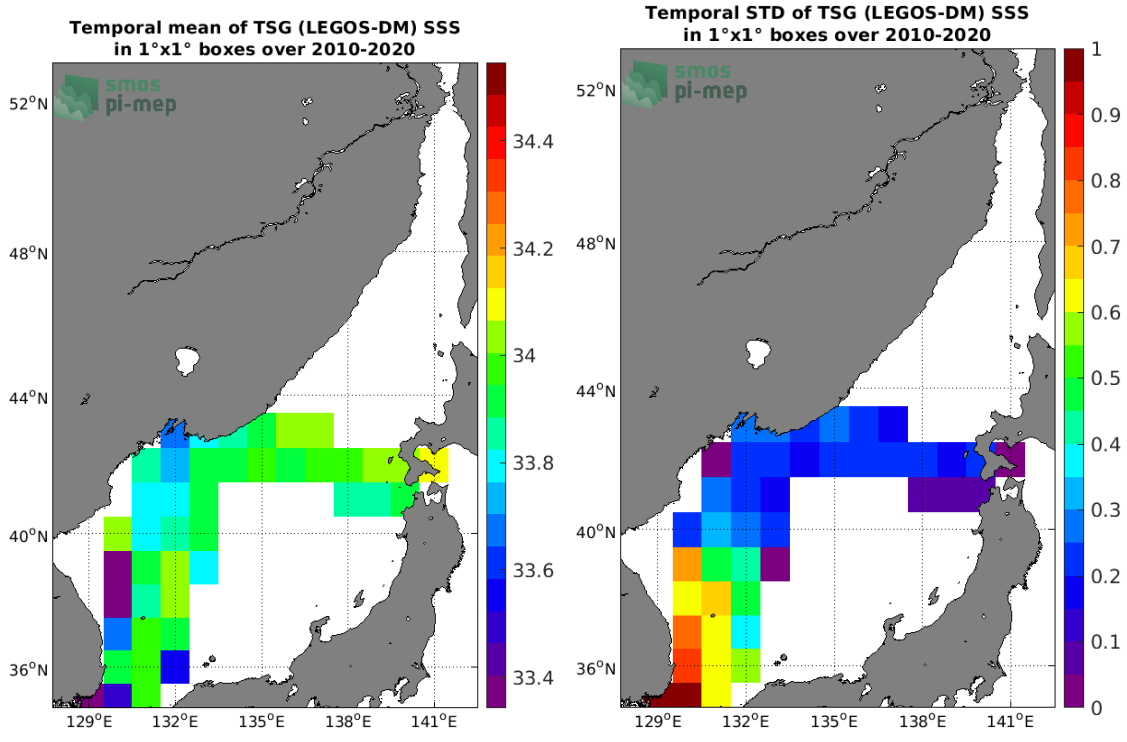 Temporal mean of TSG (LEGOS-DM) SSS
in 1°x1° boxes over 2010-2020
smos
pi-mep
52°N
48°N
44°N
40°N
36°N
129°E
132°E
135°E
138°E
141°E
34.4
34.2
34
33.8
33.6
33.4
Temporal STD of TSG (LEGOS-DM) SSS
in 1°x1° boxes over 2010-2020
smos
pi-mep
52°N
48°N
44°N
40°N
36°N
129°E
132°E
135°E
138°E
141°E
1
0.9
0.8
0.7
0.6
0.5
0.4
0.3
0.2
0.1
0